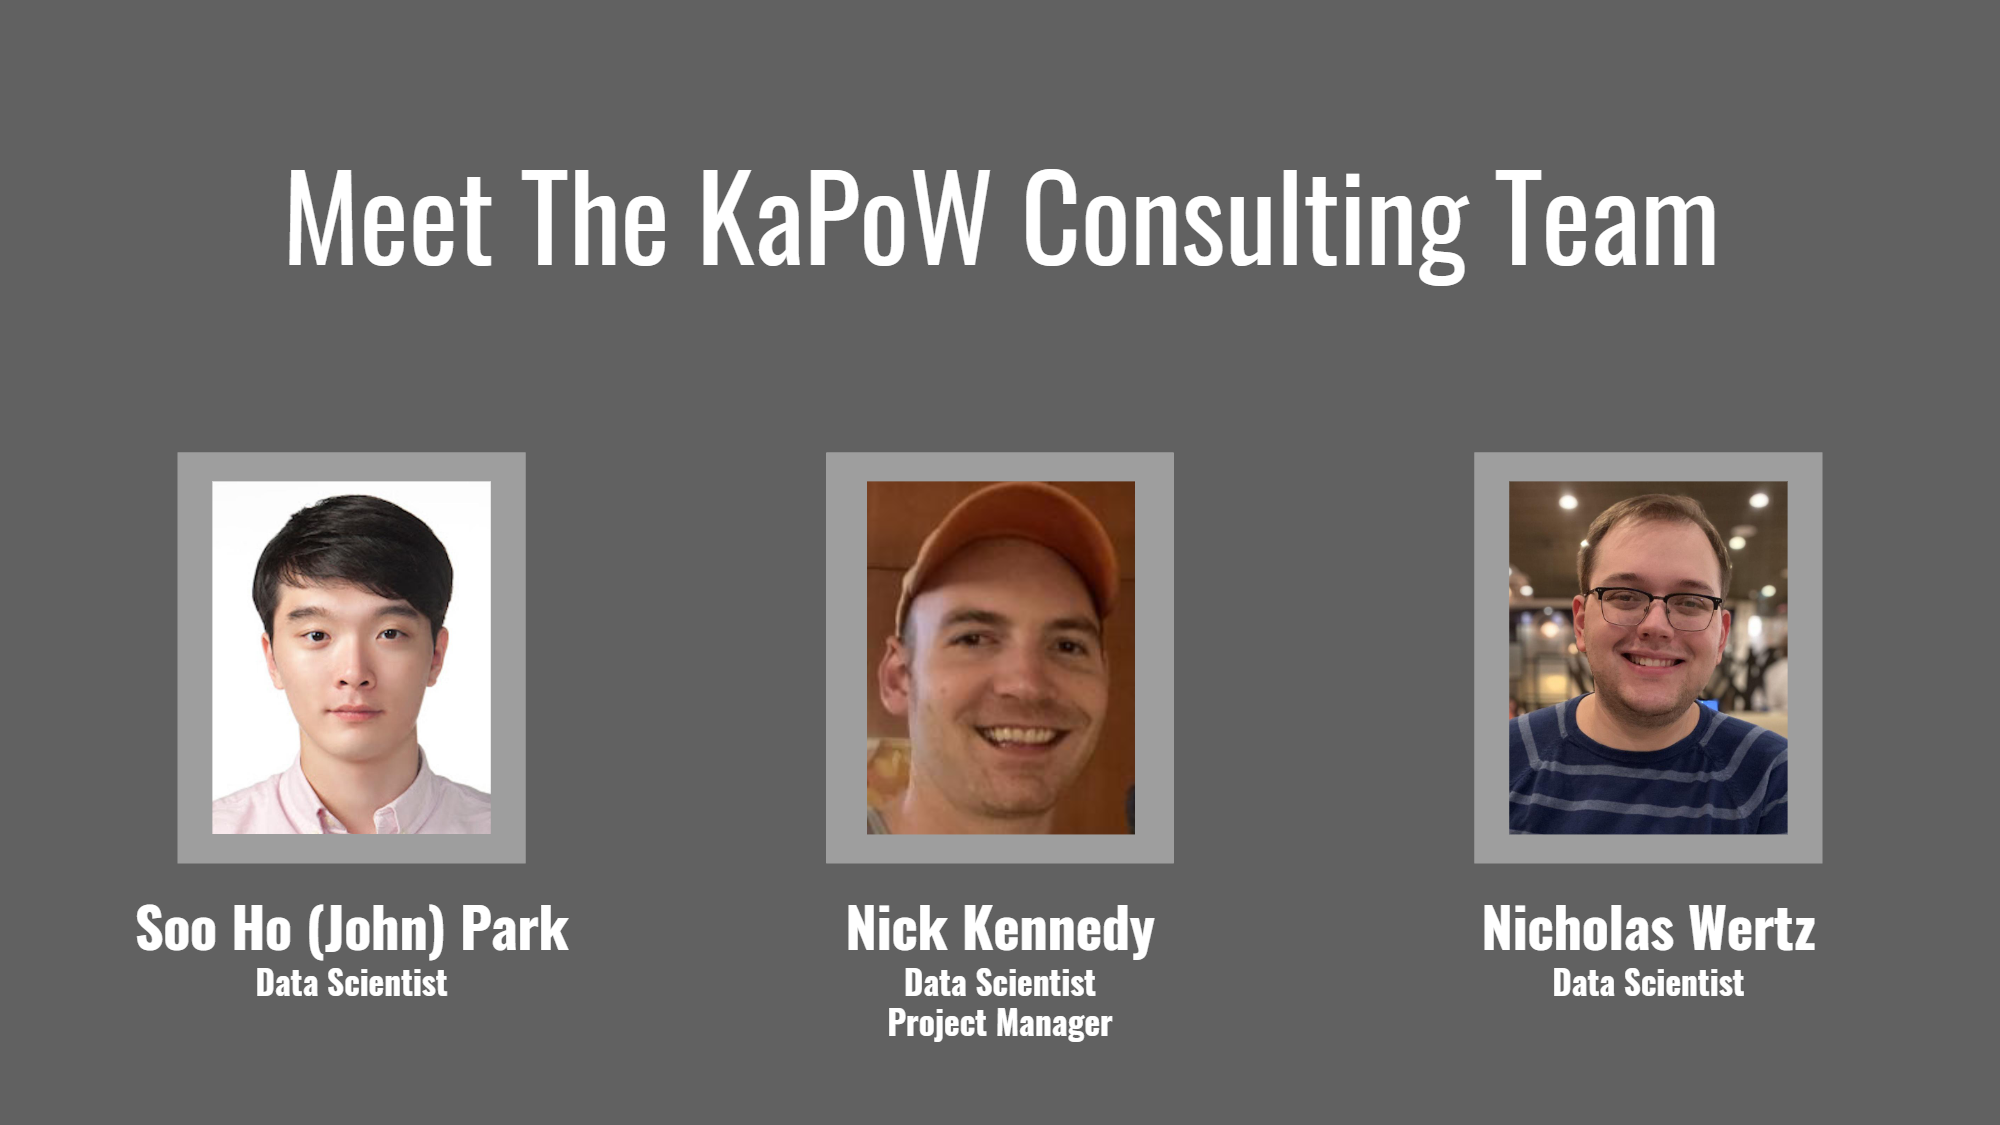 Meet The KaPoW Consulting Team
Soo Ho (John) Park
Data Scientist
Nick Kennedy
Data Scientist
Project Manager
Nicholas Wertz
Data Scientist